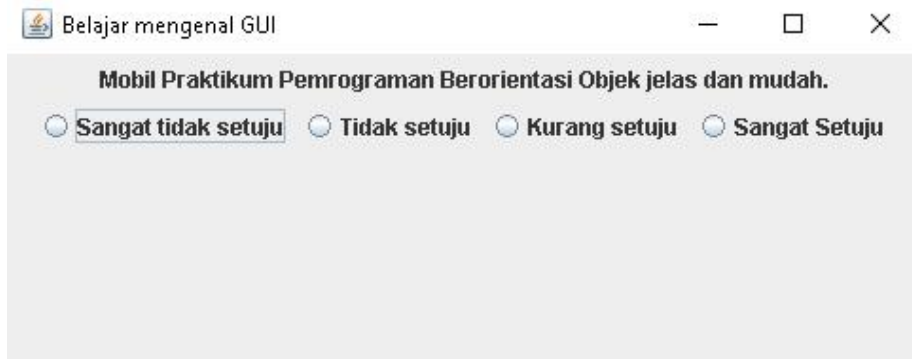 Belajar mengenal GUI
Mobil Praktikum Pemrograman Berorientasi Objek jelas dan mudah.
Sangat tidak setuju Tidak setuju Kurang setuju Sangat Setuju